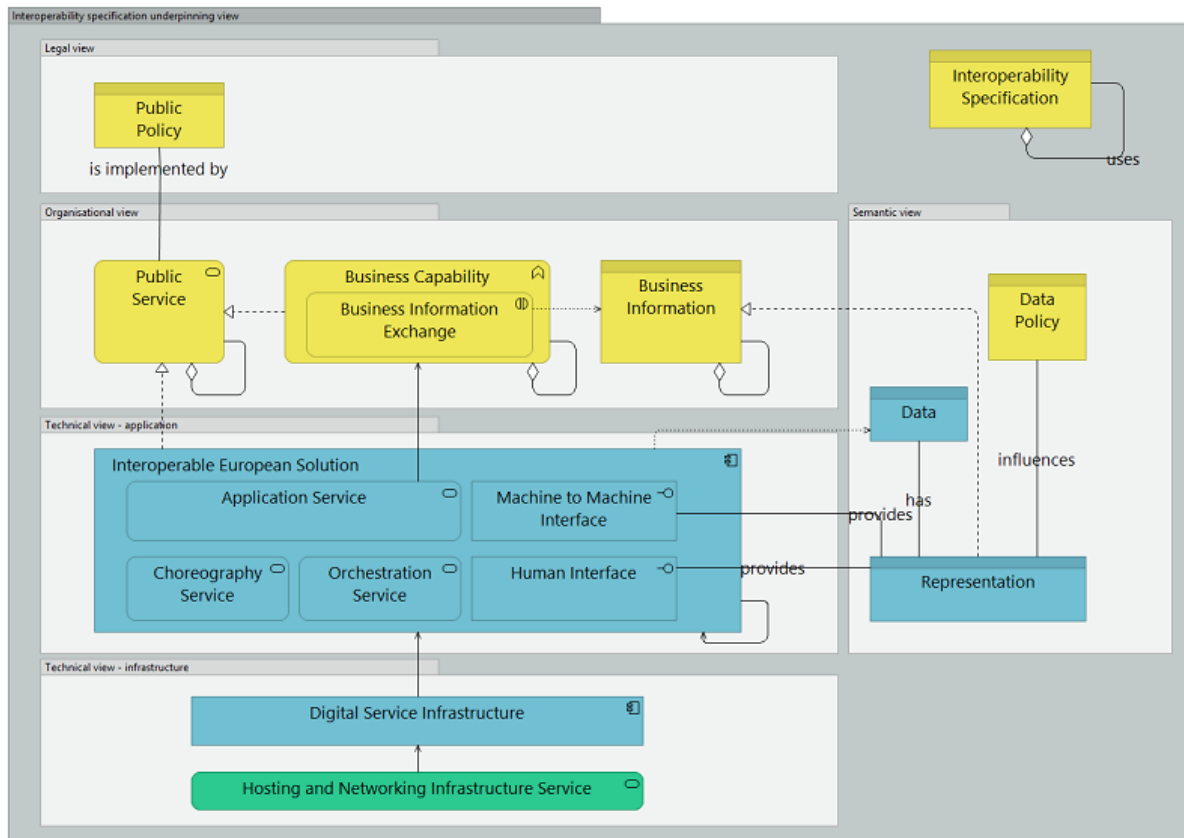 Interoperability specification underpinning view
Legal view
Public
Policy
is implemented by
Interoperability
Specification
uses
Organisational view
Public
Service
Business Capability
Business Information
Exchange
Business
Information
Semantic view
Data
Policy
Data
influences
has
provides
provides
Representation
Technical view - application
Interoperable European Solution
Application Service
Machine to Machine
Interface
Choreography
Service
Orchestration
Service
Human Interface
Technical view - infrastructure
Digital Service Infrastructure
Hosting and Networking Infrastructure Service